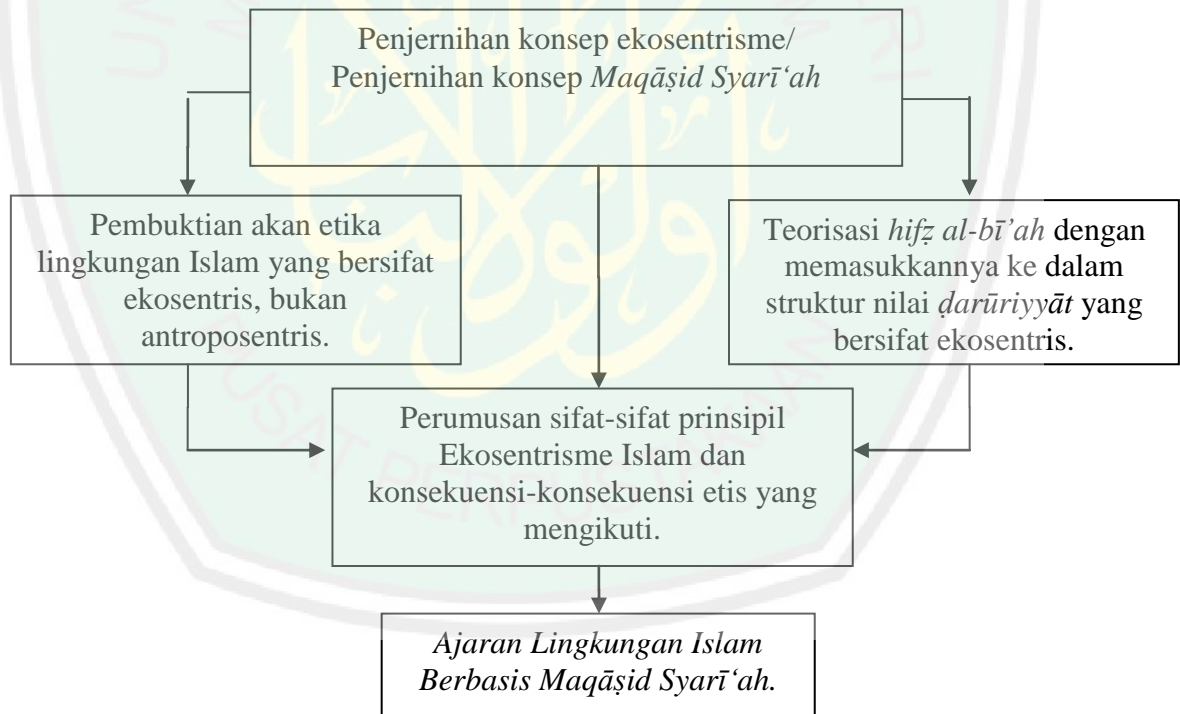 Penjernihan konsep ekosentrisme/
Penjernihan konsep Maqāṣid Syarī‘ah
Pembuktian akan etika
lingkungan Islam yang bersifat
ekosentris, bukan
antroposentris.
Teorisasi hifẓ al-bī’ah dengan
memasukkannya ke dalam
struktur nilai ḍarūriyyāt yang
bersifat ekosentris.
Perumusan sifat-sifat prinsipil
Ekosentrisme Islam dan
konsekuensi-konsekuensi etis yang
mengikuti.
Ajaran Lingkungan Islam
Berbasis Maqāṣid Syarī‘ah.
PUSAT PERPUSTAKAAN